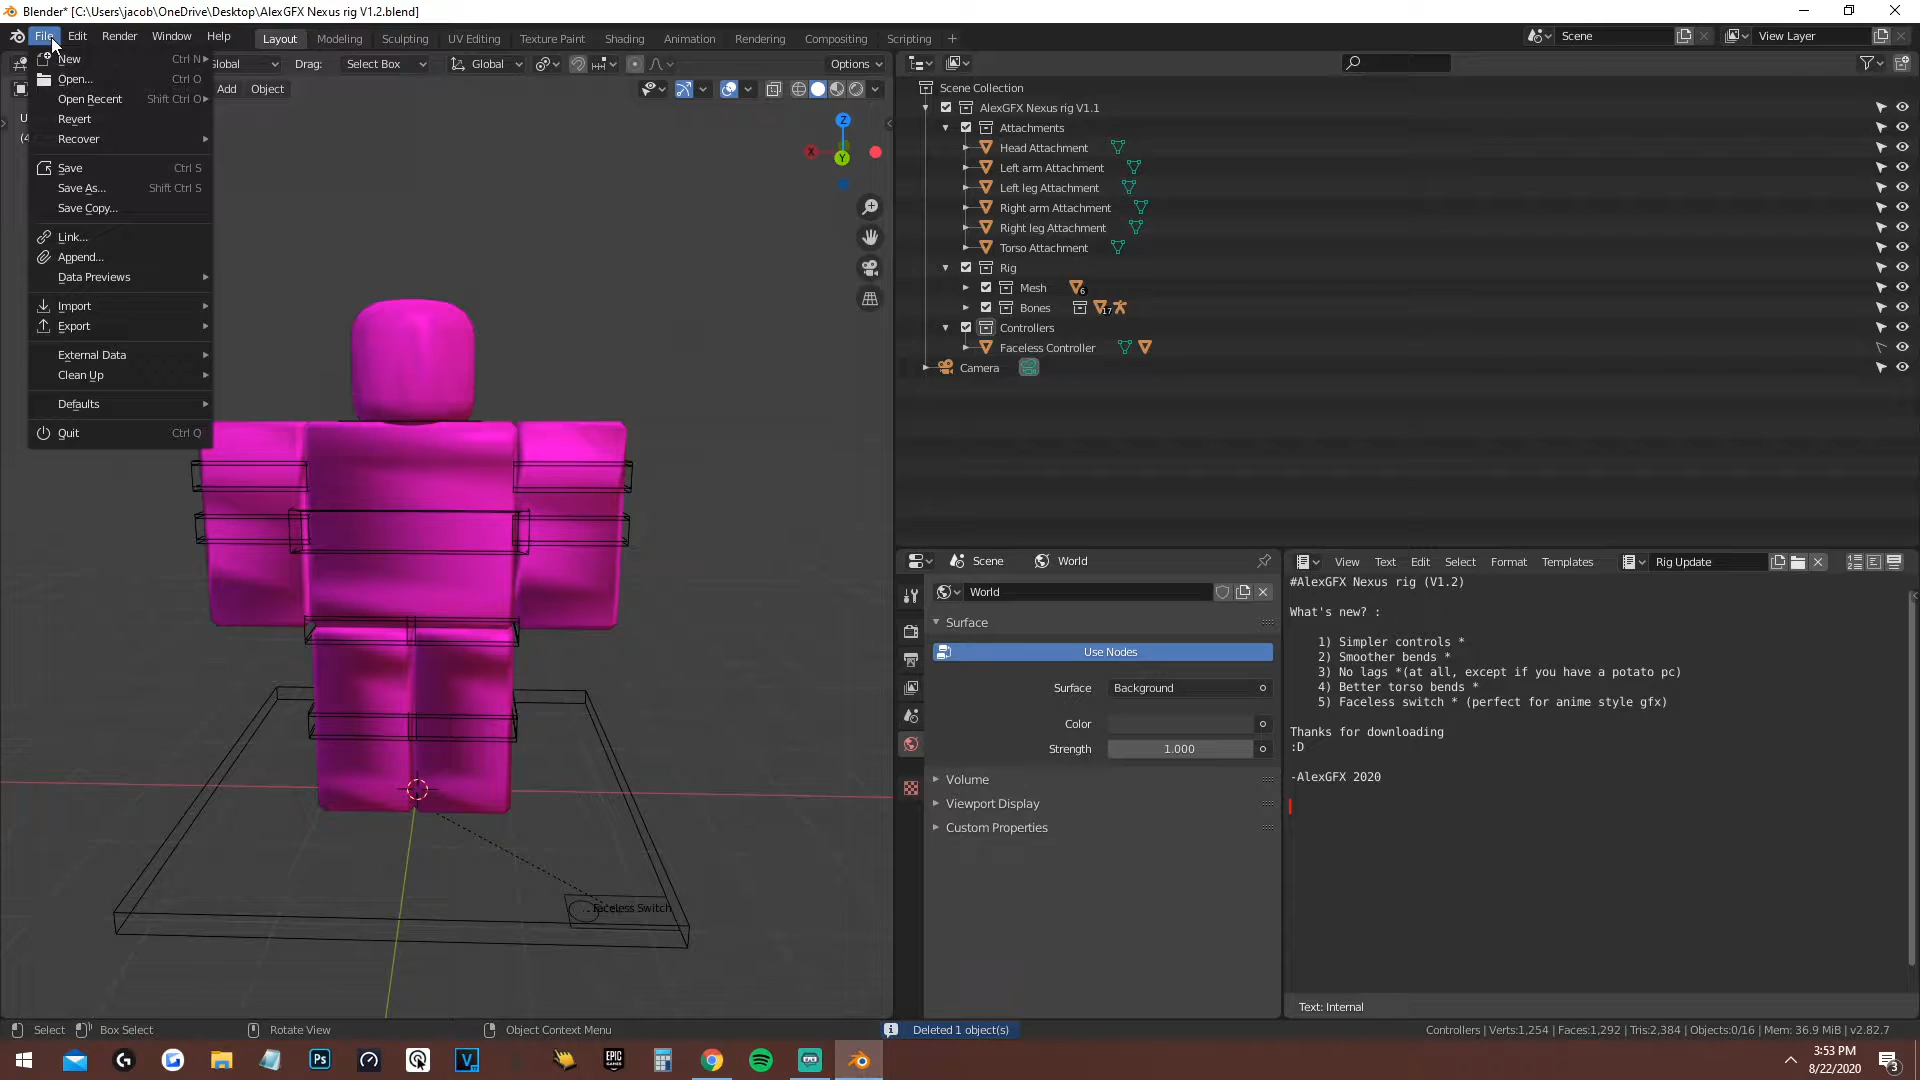 Blender* [C:\Users\jacob\OneDrive\Desktop\AlexGFX Nexus rig V1.2.blend]
File Edit Render Window Help Layout Modeling Sculpting UV Editing Texture Paint Shading Animation Rendering Compositing Scripting + Scene View Layer
Global Drag: Select Box Global Options
Add Object
New Ctrl N
Open... Ctrl O
Open Recent Shift Ctrl O
Revert
Recover
Save Ctrl S
Save As... Shift Ctrl S
Save Copy...
Link...
Append...
Data Previews
Import
Export
External Data
Clean Up
Defaults
Quit Ctrl Q
Z
X
Y
Faceless Switch
Scene Collection
AlexGFX Nexus rig V1.1
Attachments
Head Attachment
Left arm Attachment
Left leg Attachment
Right arm Attachment
Right leg Attachment
Torso Attachment
Rig
Mesh 6
Bones 17
Controllers
Faceless Controller
Camera
Scene World
World
Surface
Use Nodes
Surface Background
Color
Strength 1.000
Volume
Viewport Display
Custom Properties
View Text Edit Select Format Templates Rig Update
#AlexGFX Nexus rig (V1.2)
What's new? :
1) Simpler controls *
2) Smoother bends *
3) No lags *(at all, except if you have a potato pc)
4) Better torso bends *
5) Faceless switch * (perfect for anime style gfx)
Thanks for downloading
:D
-AlexGFX 2020
Text: Internal
Select Box Select Rotate View Object Context Menu Deleted 1 object(s) Controllers | Verts:1,254 | Faces:1,292 | Tris:2,384 | Objects:0/16 | Mem: 36.9 MiB | v2.82.7
Ps
V
EPIC GAMES
3:53 PM
8/22/2020
3